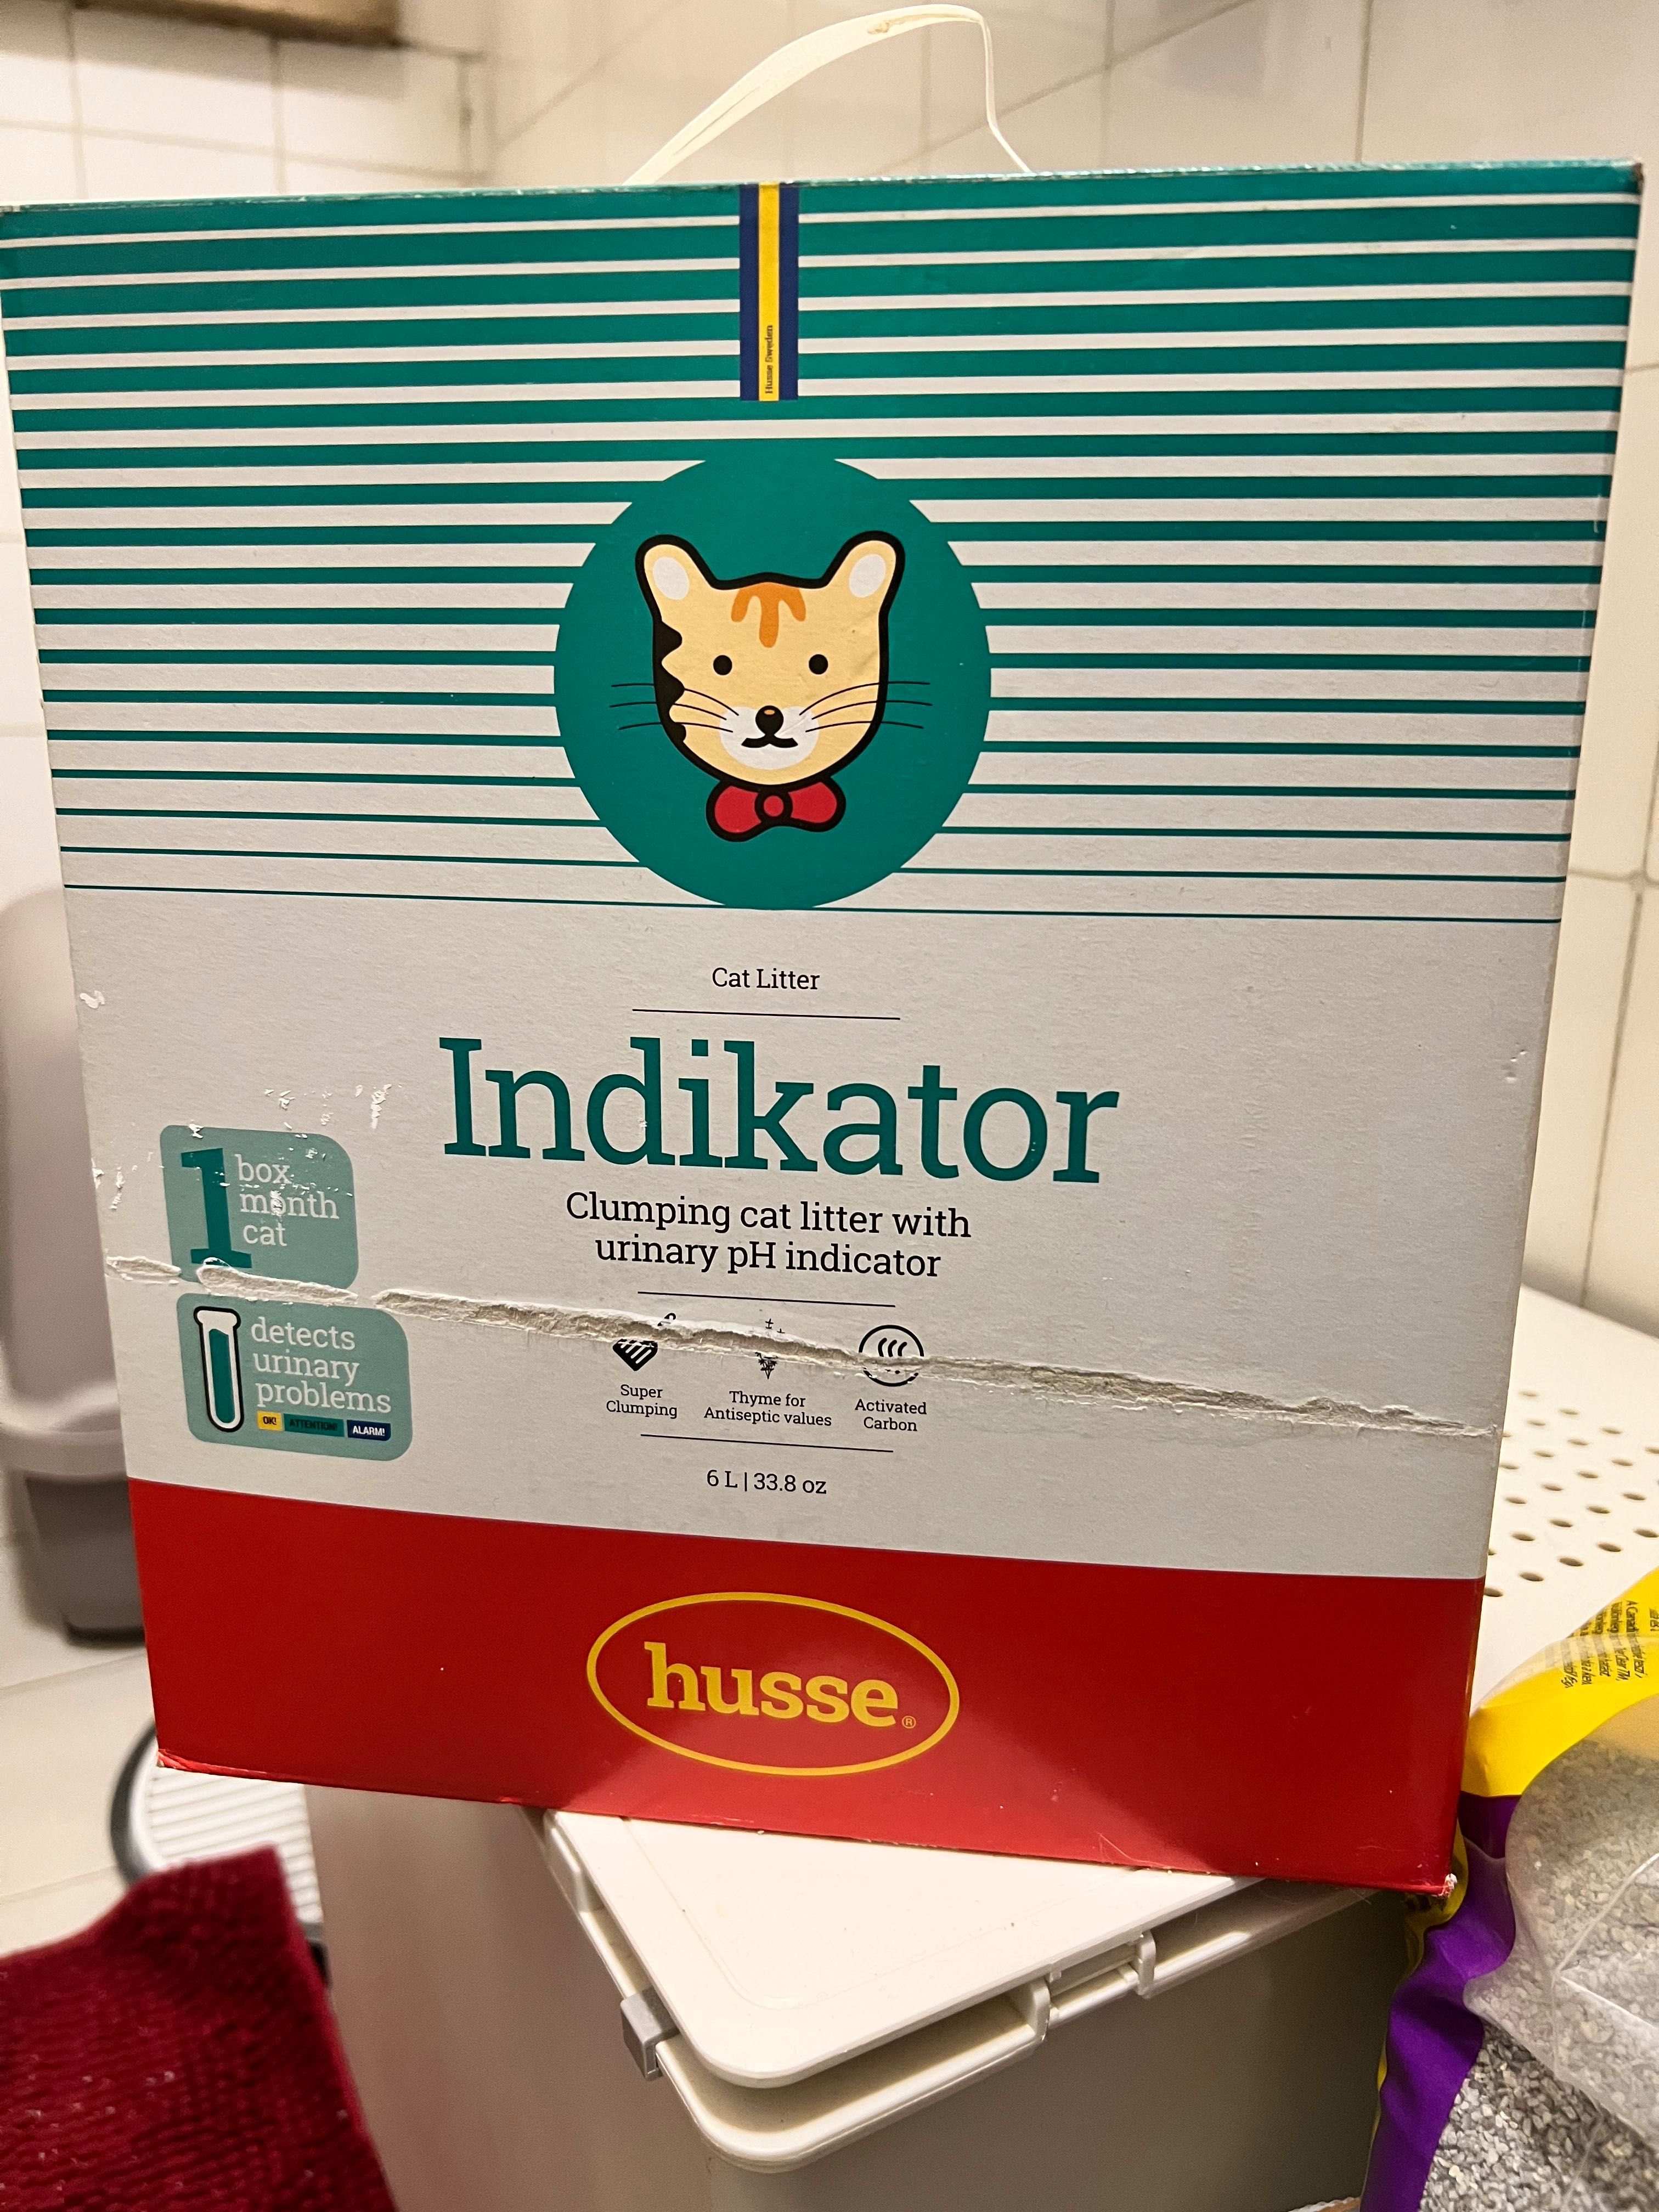 Husse Sweden
Cat Litter
Indikator
Clumping cat litter with
urinary pH indicator
1 box
month
cat
detects
urinary
problems
OK! ATTENTION! ALARM!
Super
Clumping
Thyme for
Antiseptic values
Activated
Carbon
6 L | 33.8 oz
husse®